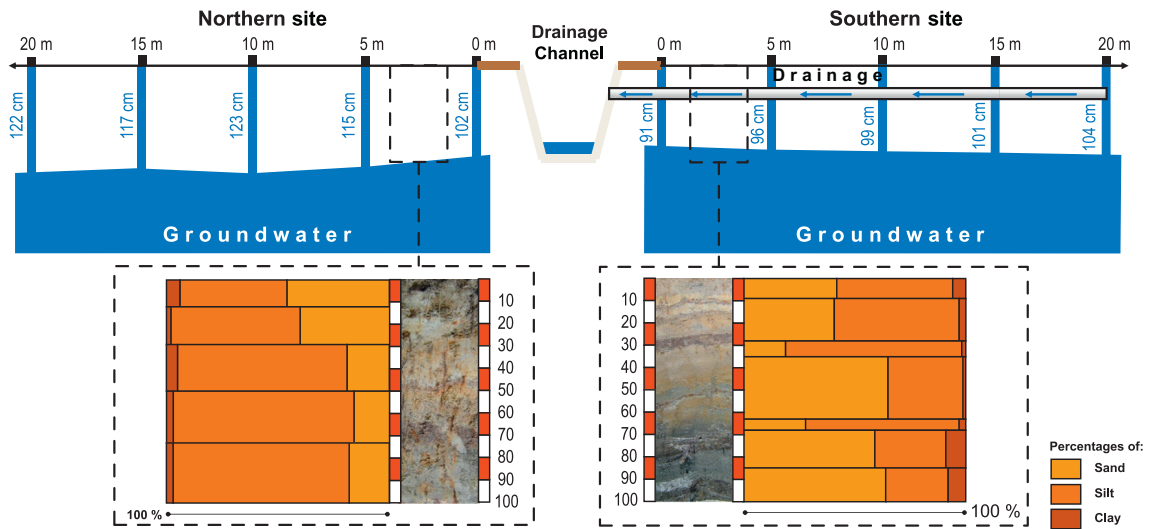 Northern site
Southern site
Drainage
Channel
20 m
15 m
10 m
5 m
0 m
0 m
5 m
10 m
15 m
20 m
Drainage
122 cm
117 cm
123 cm
115 cm
102 cm
91 cm
96 cm
99 cm
101 cm
104 cm
Groundwater
Groundwater
10
20
30
40
50
60
70
80
90
100
100 %
10
20
30
40
50
60
70
80
90
100
100 %
Percentages of:
Sand
Silt
Clay